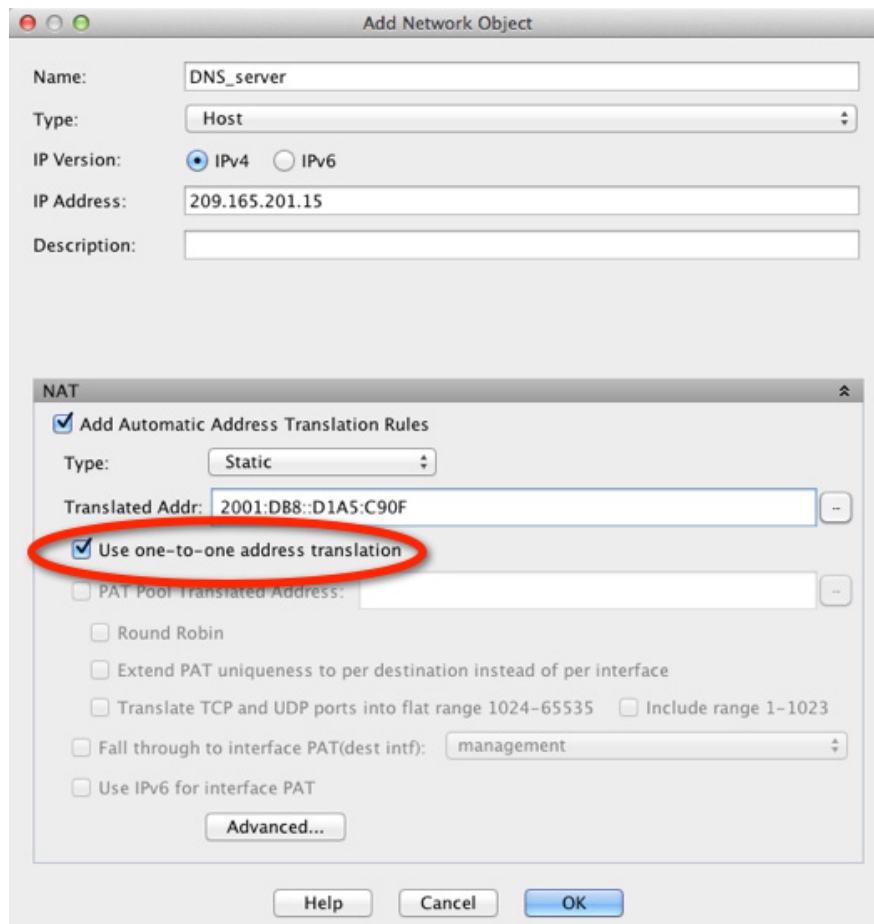 Add Network Object
Name: DNS_server
Type: Host
IP Version: IPv4 IPv6
IP Address: 209.165.201.15
Description:
NAT
Add Automatic Address Translation Rules
Type: Static
Translated Addr: 2001:DB8::D1A5:C90F
Use one-to-one address translation
PAT Pool Translated Address:
Round Robin
Extend PAT uniqueness to per destination instead of per interface
Translate TCP and UDP ports into flat range 1024-65535 Include range 1-1023
Fall through to interface PAT(dest intf): management
Use IPv6 for interface PAT
Advanced...
Help Cancel OK